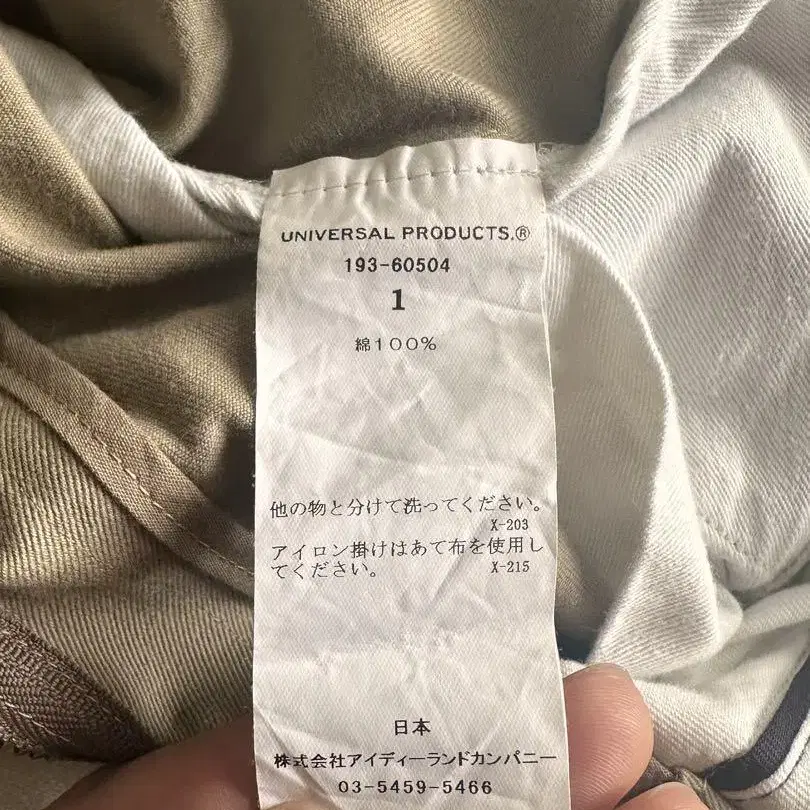 UNIVERSAL PRODUCTS.®
193-60504
1
綿100%
他の物と分けて洗ってください。
X-203
アイロン掛けはあて布を使用し
てください。 X-215
日本
株式会社アイディーランドカンパニー
03-5459-5466